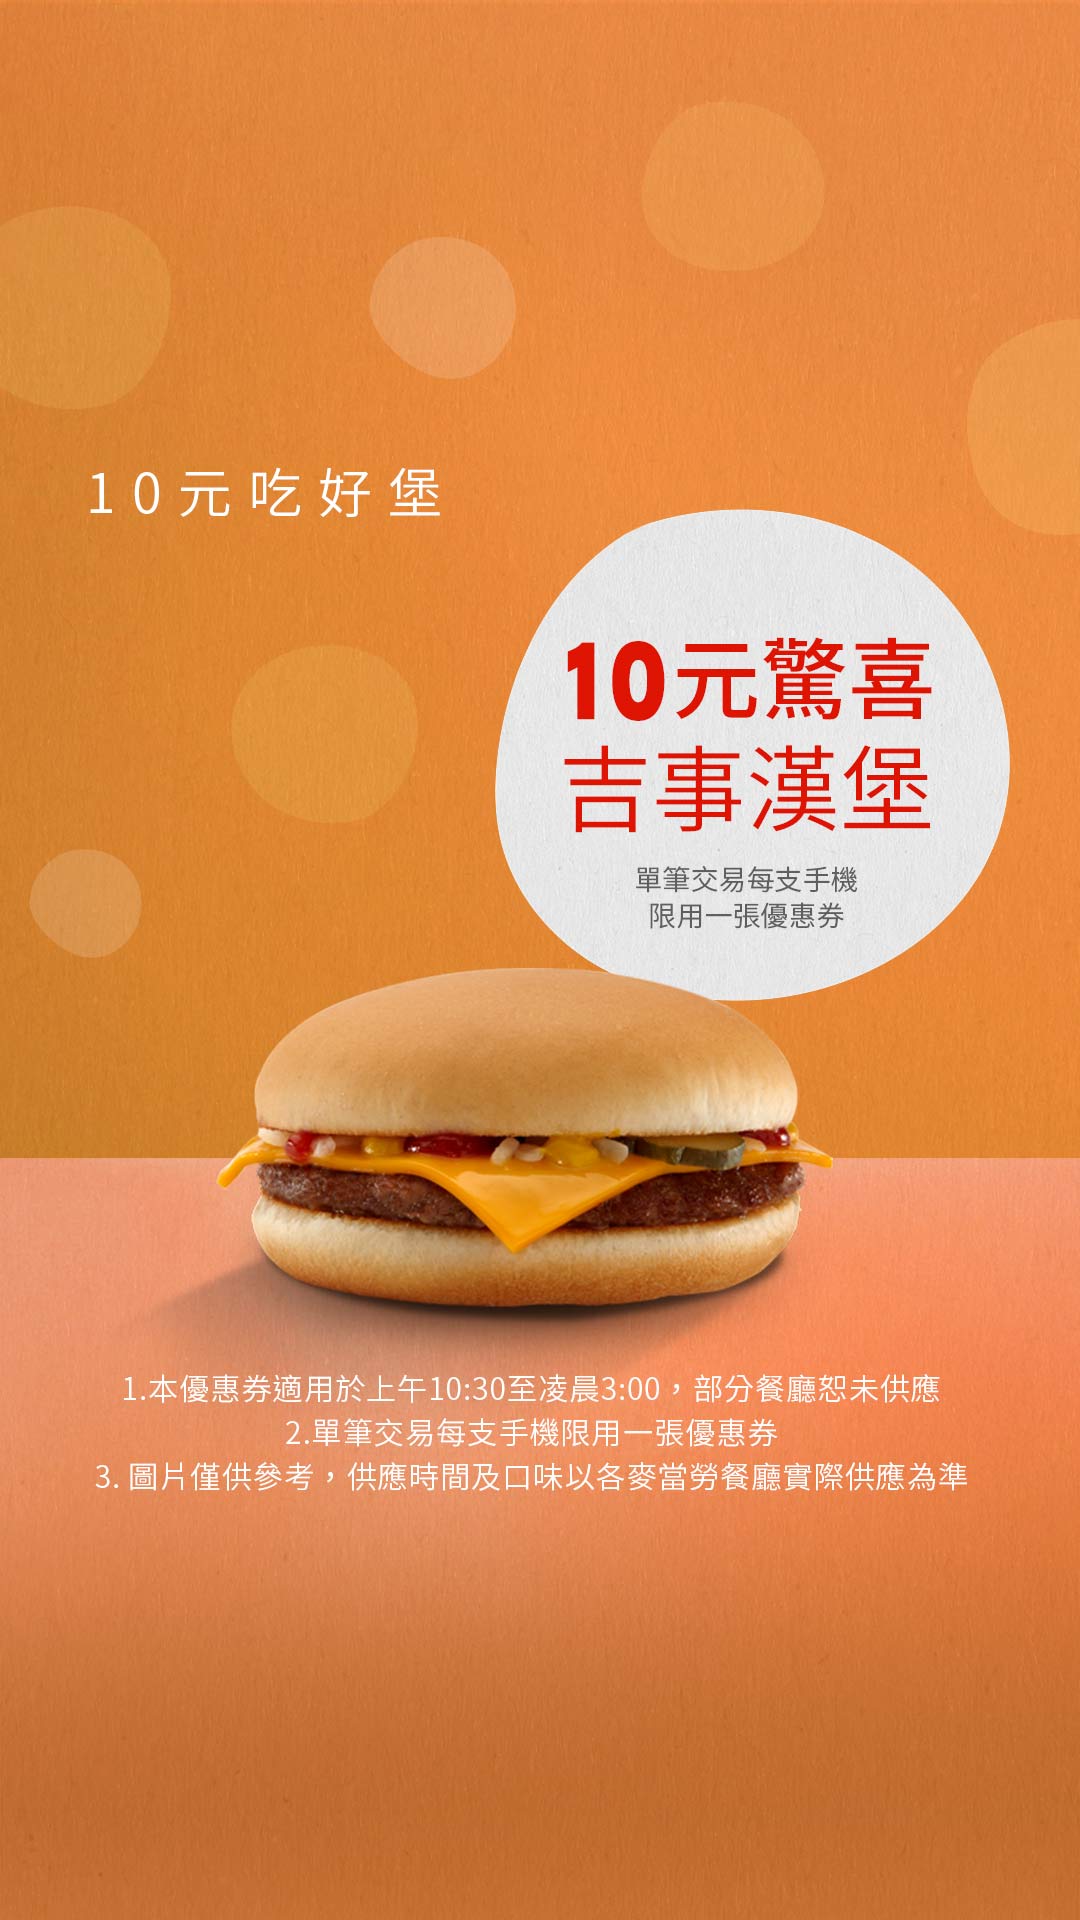 10元吃好堡
10元驚喜
吉事漢堡
單筆交易每支手機
限用一張優惠券
1.本優惠券適用於上午10:30至凌晨3:00，部分餐廳恕未供應
2.單筆交易每支手機限用一張優惠券
3. 圖片僅供參考，供應時間及口味以各麥當勞餐廳實際供應為準